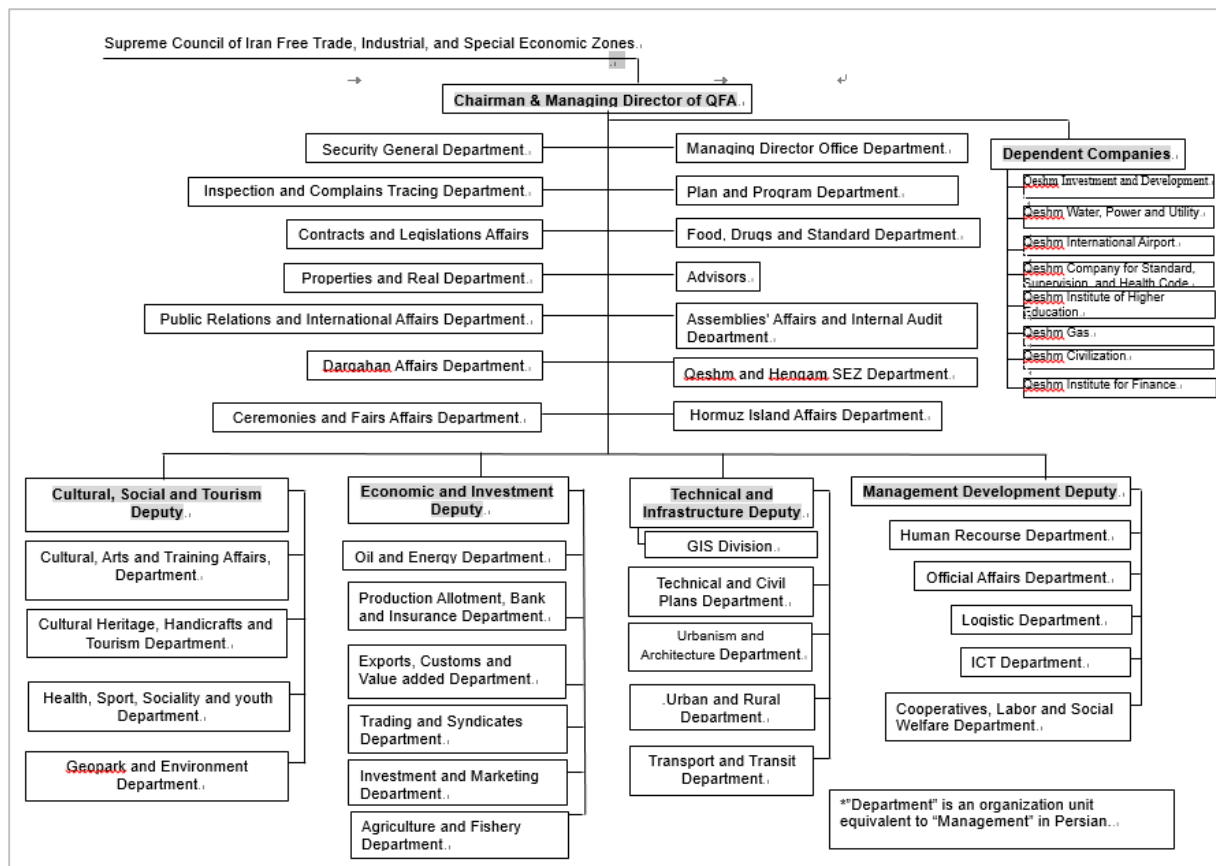 Supreme Council of Iran Free Trade, Industrial, and Special Economic Zones.
Chairman & Managing Director of QFA.
Security General Department.
Managing Director Office Department.
Dependent Companies.
Inspection and Complains Tracing Department.
Plan and Program Department.
Contracts and Legislations Affairs
Food, Drugs and Standard Department.
Properties and Real Department.
Advisors.
Public Relations and International Affairs Department.
Assemblies' Affairs and Internal Audit
Department.
Dargahan Affairs Department.
Qeshm and Hengam SEZ Department.
Ceremonies and Fairs Affairs Department.
Hormuz Island Affairs Department.
Qeshm Investment and Development.
Qeshm Water, Power and Utility.
Qeshm International Airport.
Qeshm Company for Standard,
Supervision, and Health Code.
Qeshm Institute of Higher
Education.
Qeshm Gas.
Qeshm Civilization.
Qeshm Institute for Finance.
Cultural, Social and Tourism
Deputy.
Cultural, Arts and Training Affairs,
Department.
Cultural Heritage, Handicrafts and
Tourism Department.
Health, Sport, Sociality and youth
Department.
Geopark and Environment
Department.
Economic and Investment
Deputy.
Oil and Energy Department.
Production Allotment, Bank
and Insurance Department.
Exports, Customs and
Value added Department.
Trading and Syndicates
Department.
Investment and Marketing
Department.
Agriculture and Fishery
Department.
Technical and
Infrastructure Deputy.
GIS Division.
Technical and Civil
Plans Department.
Urbanism and
Architecture Department.
.Urban and Rural
Department.
Transport and Transit
Department.
Management Development Deputy.
Human Recourse Department.
Official Affairs Department.
Logistic Department.
ICT Department.
Cooperatives, Labor and Social
Welfare Department.
*"Department" is an organization unit
equivalent to "Management" in Persian..